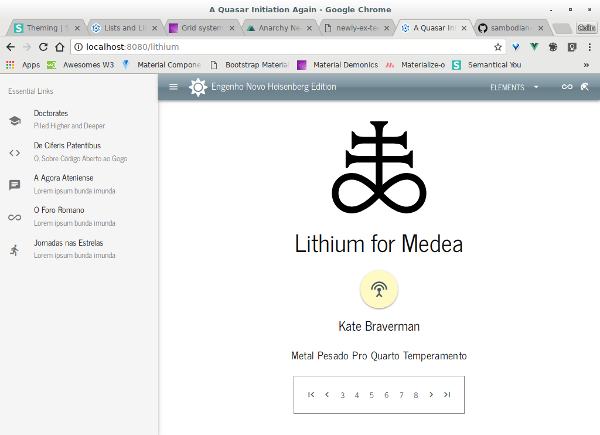 A Quasar Initiation Again - Google Chrome
Theming | S
Lists and Li
Grid system
Anarchy Ne
newly-ex-te
A Quasar Ini
sambodian-
localhost:8080/lithium
Apps
Awesomes W3
Material Compone
Bootstrap Material
Material Demonics
Materialize-o
Semantical You
Essential Links
Engenho Novo Heisenberg Edition
ELEMENTS
Doctorates
Piled Higher and Deeper
De Ciferis Patentibus
O, Sobre Código Aberto ao Gogo
A Agora Ateniense
Lorem ipsum bunda imunda
O Foro Romano
Lorem ipsum bunda imunda
Jornadas nas Estrelas
Lorem ipsum bunda imunda
Lithium for Medea
Kate Braverman
Metal Pesado Pro Quarto Temperamento
3 4 5 6 7 8